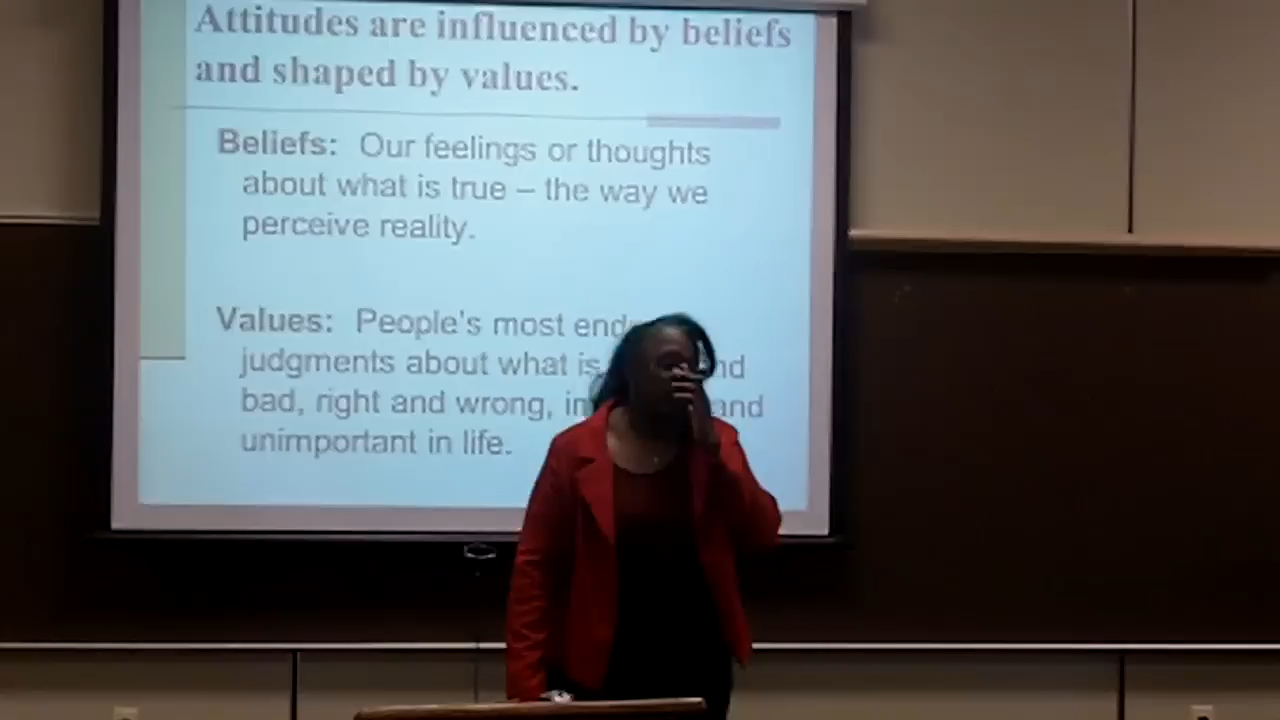 Attitudes are influenced by beliefs
and shaped by values.
Beliefs: Our feelings or thoughts
about what is true – the way we
perceive reality.
Values: People's most
judgments about what is
bad, right and wrong, and
unimportant in life.